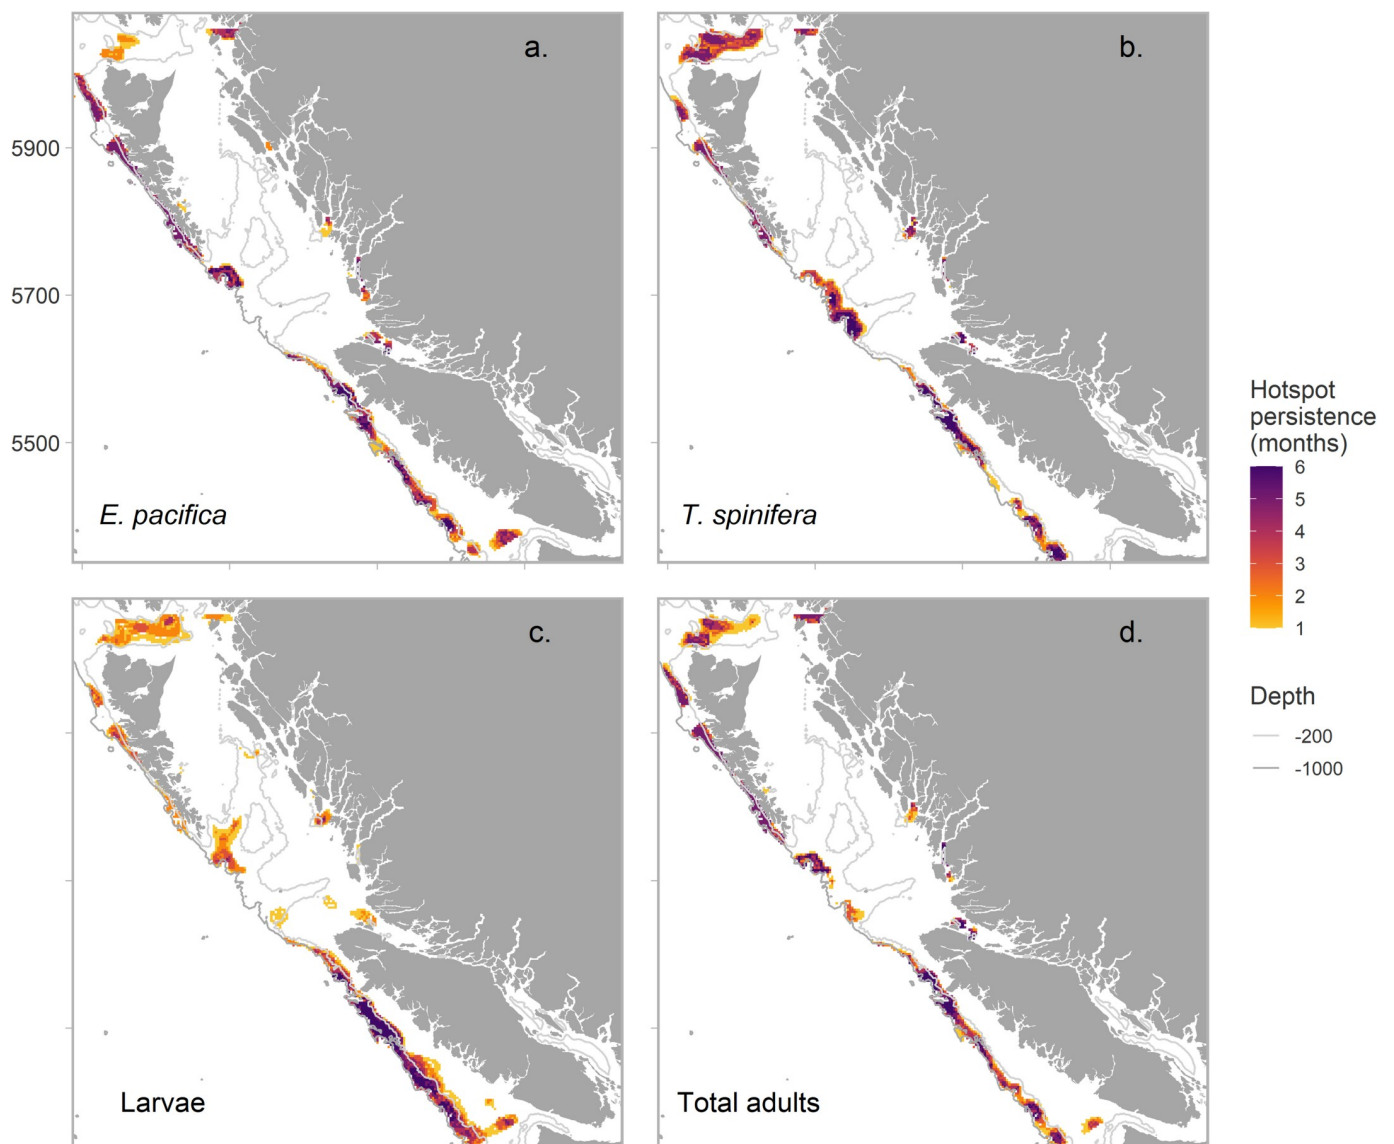 a.
b.
5900
5700
5500
E. pacifica
T. spinifera
Hotspot
persistence
(months)
6
5
4
3
2
1
Depth
-200
-1000
c.
d.
Larvae
Total adults